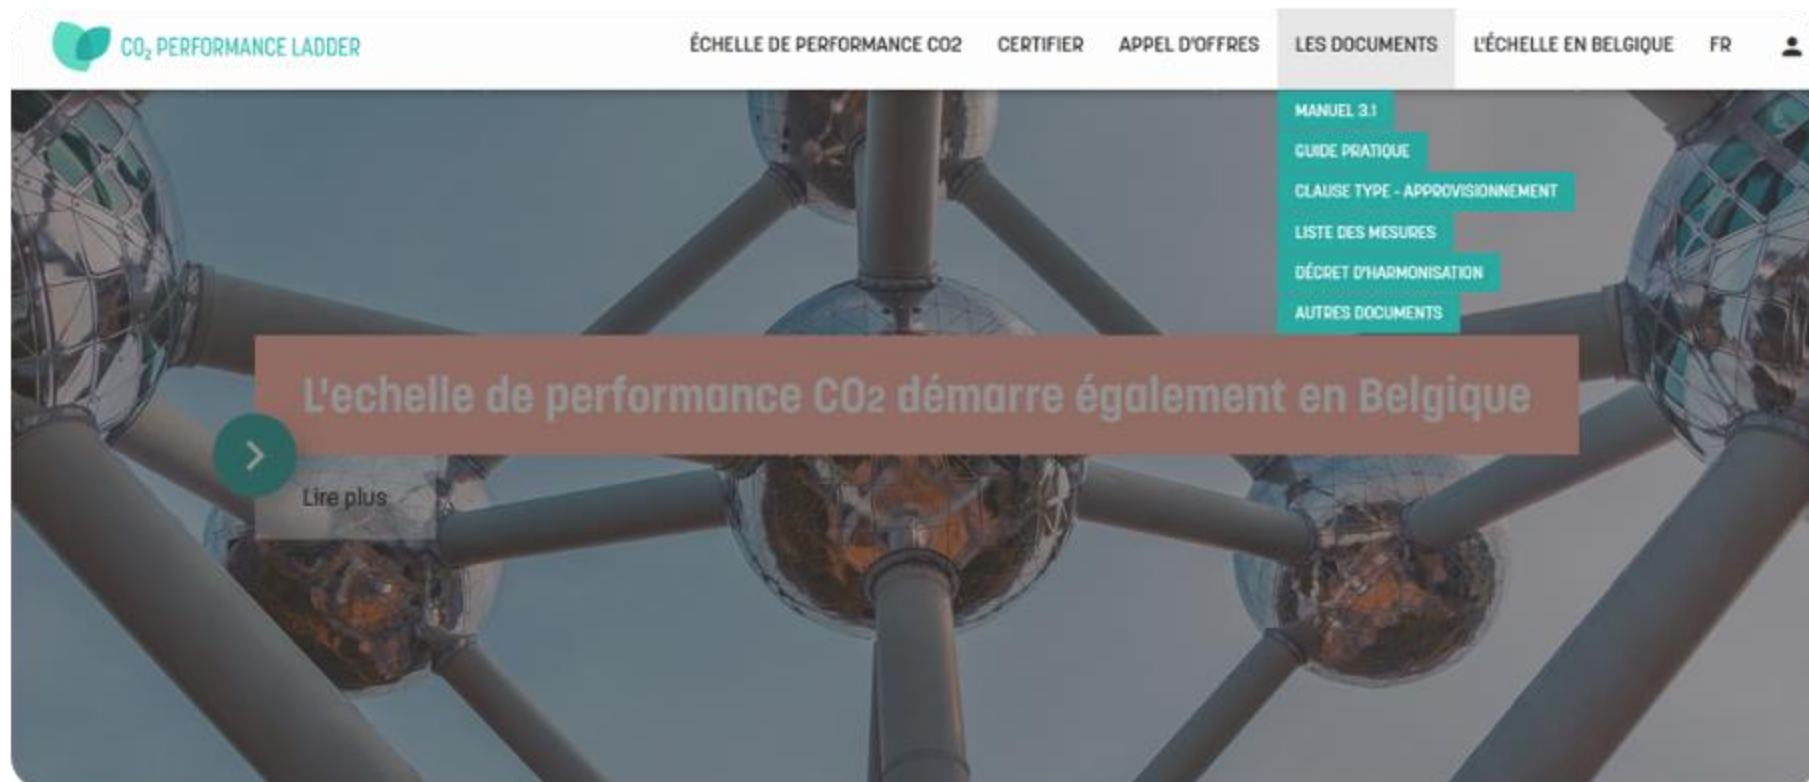 CO₂ PERFORMANCE LADDER
ÉCHELLE DE PERFORMANCE CO2 CERTIFIER APPEL D'OFFRES LES DOCUMENTS L'ÉCHELLE EN BELGIQUE FR
MANUEL 3.1
GUIDE PRATIQUE
CLAUSE TYPE - APPROVISIONNEMENT
LISTE DES MESURES
DÉCRET D'HARMONISATION
AUTRES DOCUMENTS
L'echelle de performance CO2 démarre également en Belgique
Lire plus